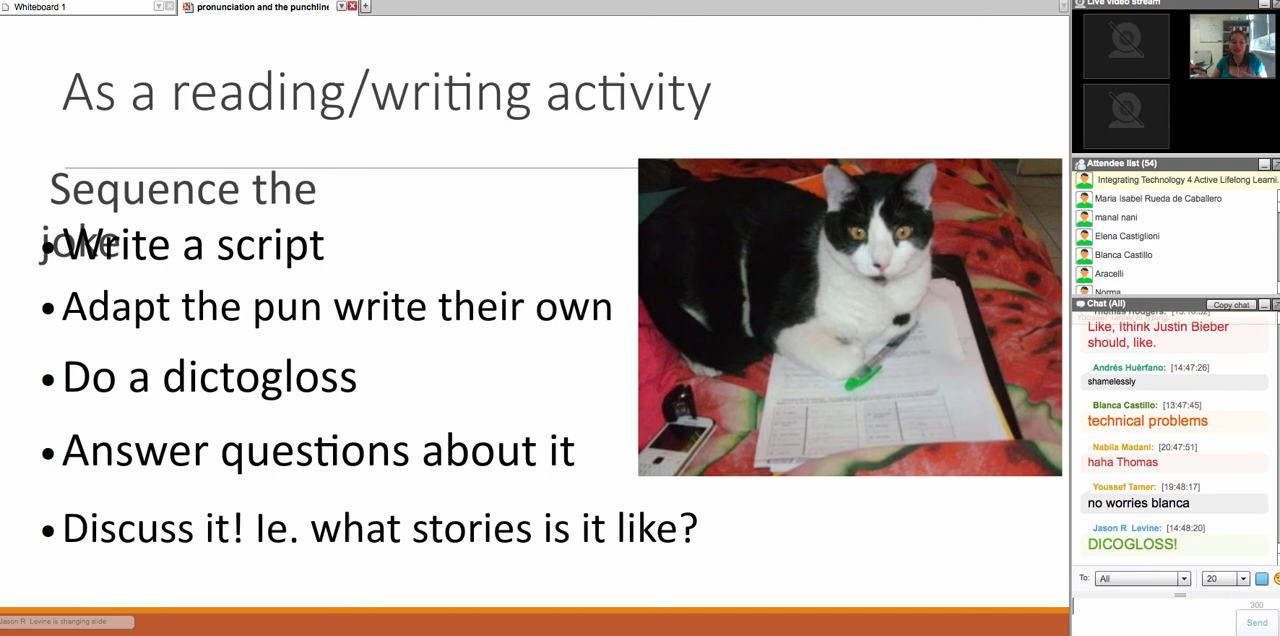 Whiteboard 1
pronunciation and the punchline
As a reading/writing activity
Sequence the
joke
• Write a script
• Adapt the pun write their own
• Do a dictogloss
• Answer questions about it
• Discuss it! Ie. what stories is it like?
Jason R Levine is changing slide
Live video stream
Attendee list (54)
Integrating Technology 4 Active Lifelong Learni.
Maria Isabel Rueda de Caballero
manal nani
Elena Castiglioni
Blanca Castillo
Aracelli
Norma
Chat (All)
Copy chat
Like, Ithink Justin Bieber
should, like.
Andrés Huérfano: [14:47:26]
shamelessly
Blanca Castillo: [13:47:45]
technical problems
Nabila Madani: [20:47:51]
haha Thomas
Youssef Tamer: [19:48:17]
no worries blanca
Jason R Levine: [14:48:20]
DICOGLOSS!
To: All 20
300
Send